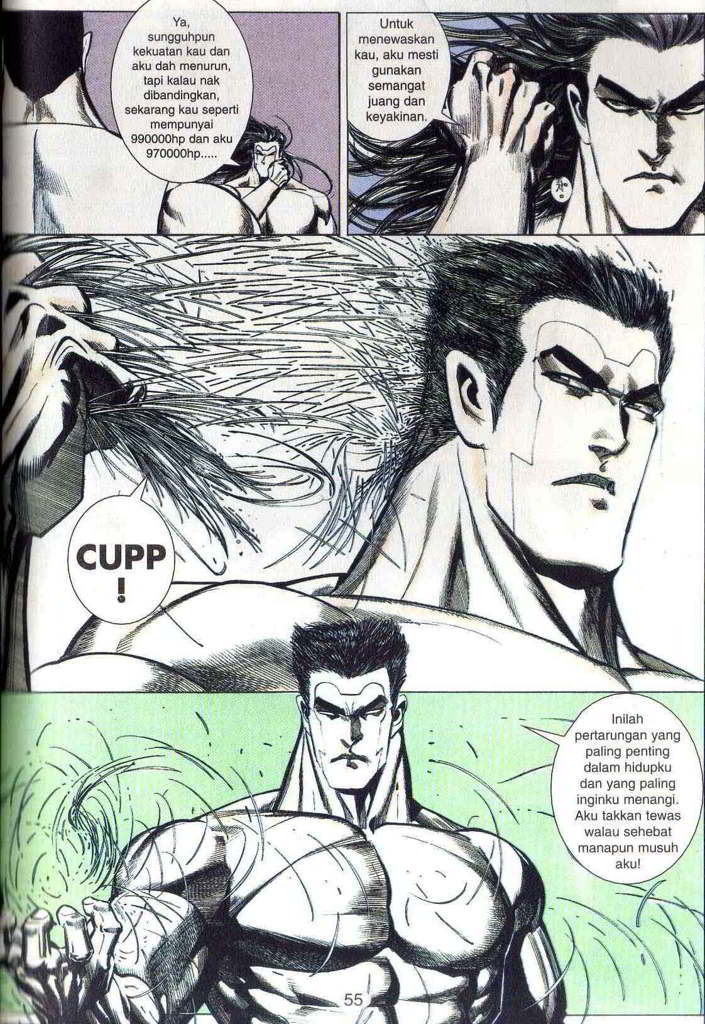 Ya,
sungguhpun
kekuatan kau dan
aku dah menurun,
tapi kalau nak
dibandingkan,
sekarang kau seperti
mempunyai
990000hp dan aku
970000hp.....
Untuk
menewaskan
kau, aku mesti
gunakan
semangat
juang dan
keyakinan.
CUPP
!
Inilah
pertarungan yang
paling penting
dalam hidupku
dan yang paling
inginku menangi.
Aku takkan tewas
walau sehebat
manapun musuh
aku!
55